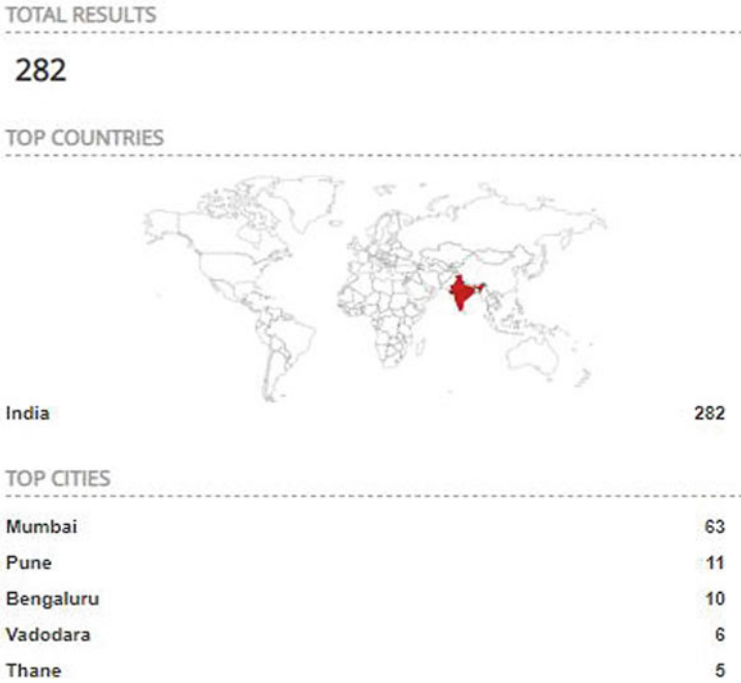 TOTAL RESULTS
282
TOP COUNTRIES
India 282
TOP CITIES
Mumbai 63
Pune 11
Bengaluru 10
Vadodara 6
Thane 5